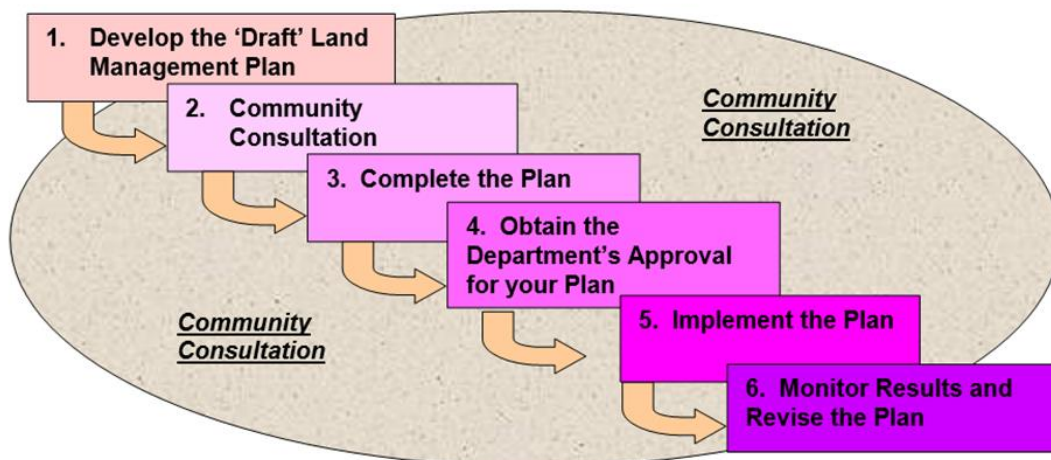 1. Develop the ‘Draft’ Land
Management Plan
2. Community
Consultation
Community
Consultation
3. Complete the Plan
4. Obtain the
Department’s Approval
for your Plan
Community
Consultation
5. Implement the Plan
6. Monitor Results and
Revise the Plan